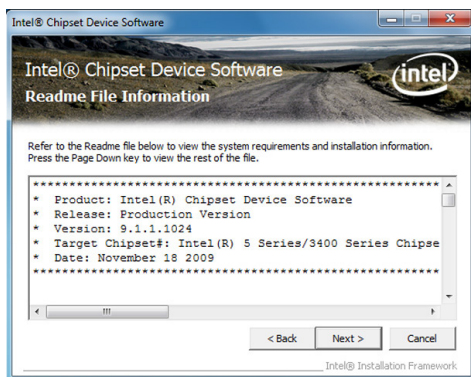 Intel® Chipset Device Software
Intel® Chipset Device Software
intel
Readme File Information
Refer to the Readme file below to view the system requirements and installation information.
Press the Page Down key to view the rest of the file.
********************************************************
* Product: Intel(R) Chipset Device Software
* Release: Production Version
* Version: 9.1.1.1024
* Target Chipset#: Intel(R) 5 Series/3400 Series Chipse
* Date: November 18 2009
********************************************************
< Back Next > Cancel
Intel® Installation Framework